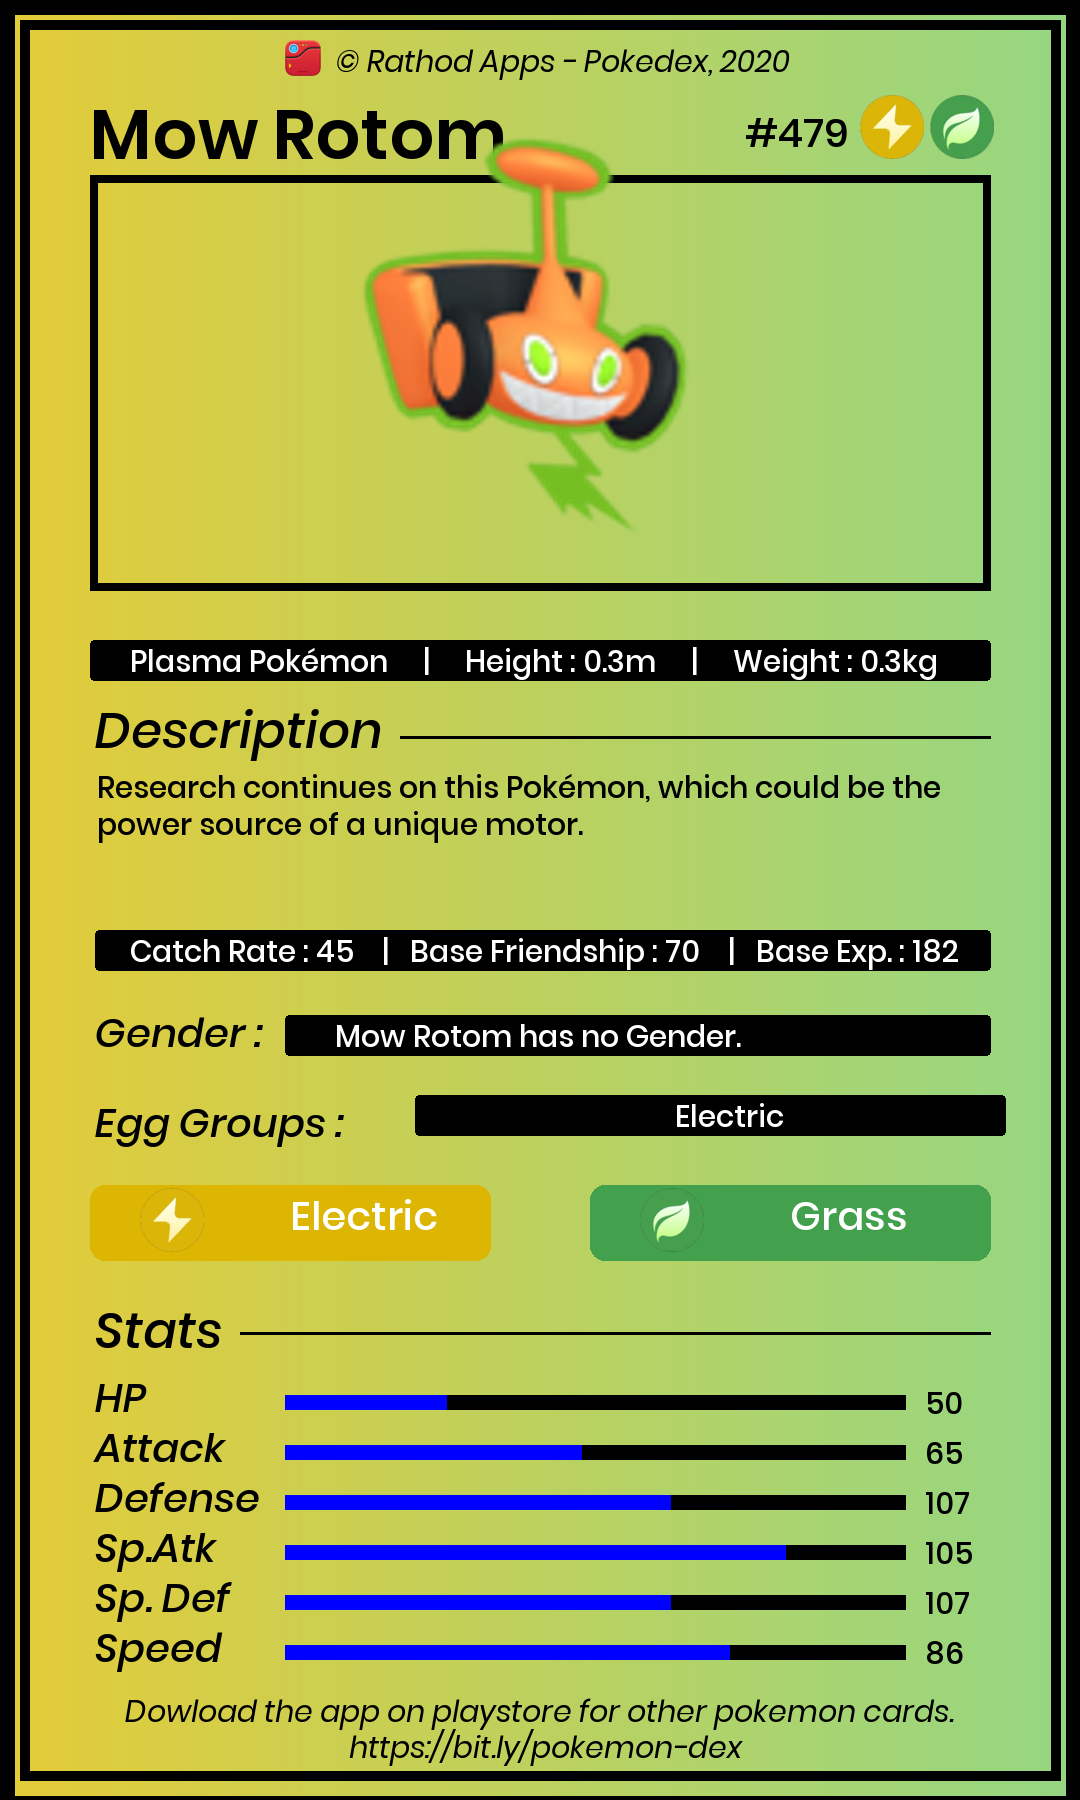 © Rathod Apps - Pokedex, 2020
Mow Rotom #479
Plasma Pokémon | Height : 0.3m | Weight : 0.3kg
Description
Research continues on this Pokémon, which could be the
power source of a unique motor.
Catch Rate : 45 | Base Friendship : 70 | Base Exp. : 182
Gender : Mow Rotom has no Gender.
Egg Groups : Electric
Electric Grass
Stats
HP 50
Attack 65
Defense 107
Sp.Atk 105
Sp. Def 107
Speed 86
Dowload the app on playstore for other pokemon cards.
https://bit.ly/pokemon-dex